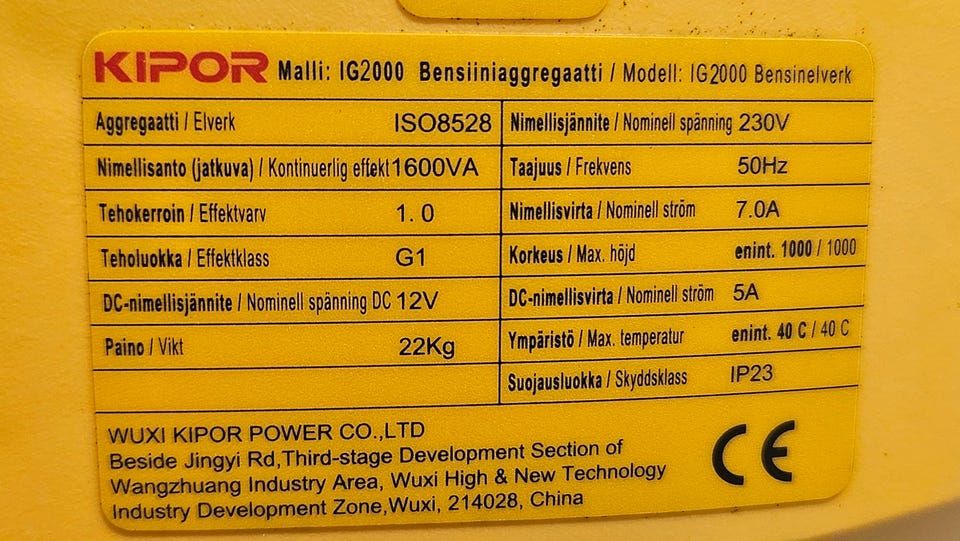 KIPOR Malli: IG2000 Bensiiniaggregaatti / Modell: IG2000 Bensinelverk
Aggregaatti / Elverk ISO8528
Nimellisjännite / Nominell spänning 230V
Nimellisanto (jatkuva) / Kontinuerlig effekt 1600VA
Taajuus / Frekvens 50Hz
Tehokerroin / Effektvarv 1.0
Nimellisvirta / Nominell ström 7.0A
Teholuokka / Effektklass G1
Korkeus / Max. höjd enint. 1000 / 1000
DC-nimellisjännite / Nominell spänning DC 12V
DC-nimellisvirta / Nominell ström 5A
Paino / Vikt 22Kg
Ympäristö / Max. temperatur enint. 40 C / 40 C
Suojausluokka / Skyddsklass IP23
WUXI KIPOR POWER CO.,LTD
Beside Jingyi Rd,Third-stage Development Section of
Wangzhuang Industry Area, Wuxi High & New Technology
Industry Development Zone,Wuxi, 214028, China
CE